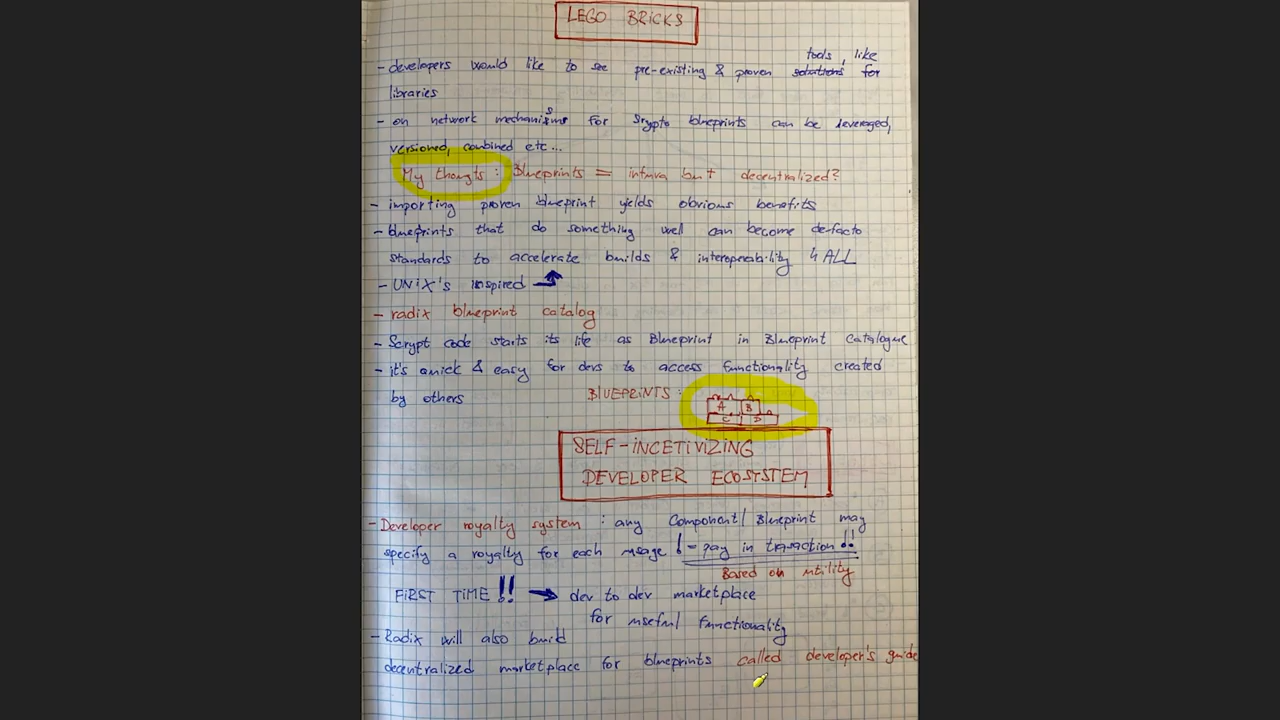 LEGO BRICKS
tools, like
- developers would like to see pre-existing & proven solutions for
libraries
- on network mechanisms for Scrypto blueprints can be leveraged,
versioned, combined etc...
My thougts : Blueprints = infura but decentralized?
- importing proven blueprint yields obvious benefits
- blueprints that do something well can become defacto
standards to accelerate builds & interoperability 4 ALL
- UNiX's inspired
- radix blueprint catalog
- Scrypt code starts its life as Blueprint in Blueprint Catalogue
- it's quick & easy for devs to access functionality created
by others
BLUEPRINTS :
A B
C D
SELF-INCETIVIZING
DEVELOPER ECOSYSTEM
- Developer royalty system : any Component/Blueprint may
specify a royalty for each usage ! - pay in transaction !!
Based on utility
FIRST TIME !! → dev to dev marketplace
for useful functionality
- Radix will also build
decentralized marketplace for blueprints called developer's guide